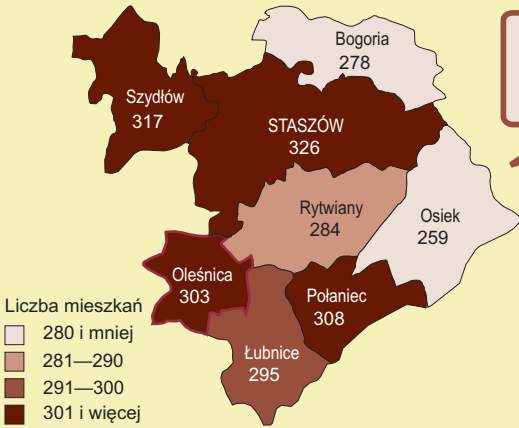 Bogoria
278
Szydłów
317
STASZÓW
326
Rytwiany
284
Osiek
259
Oleśnica
303
Połaniec
308
Łubnice
295
Liczba mieszkań
280 i mniej
281—290
291—300
301 i więcej